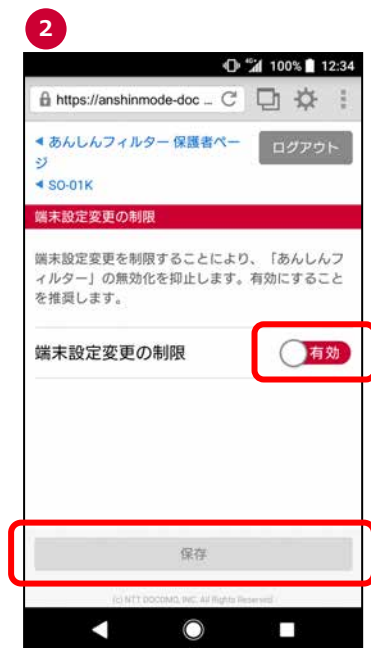 2
4G 100% 12:34
https://anshinmode-doc ...
◀ あんしんフィルター 保護者ペー
ジ
ログアウト
◀ SO-01K
端末設定変更の制限
端末設定変更を制限することにより、「あんしんフ
ィルター」の無効化を抑止します。有効にすること
を推奨します。
端末設定変更の制限
有効
保存
(c) NTT DOCOMO, INC. All Rights Reserved